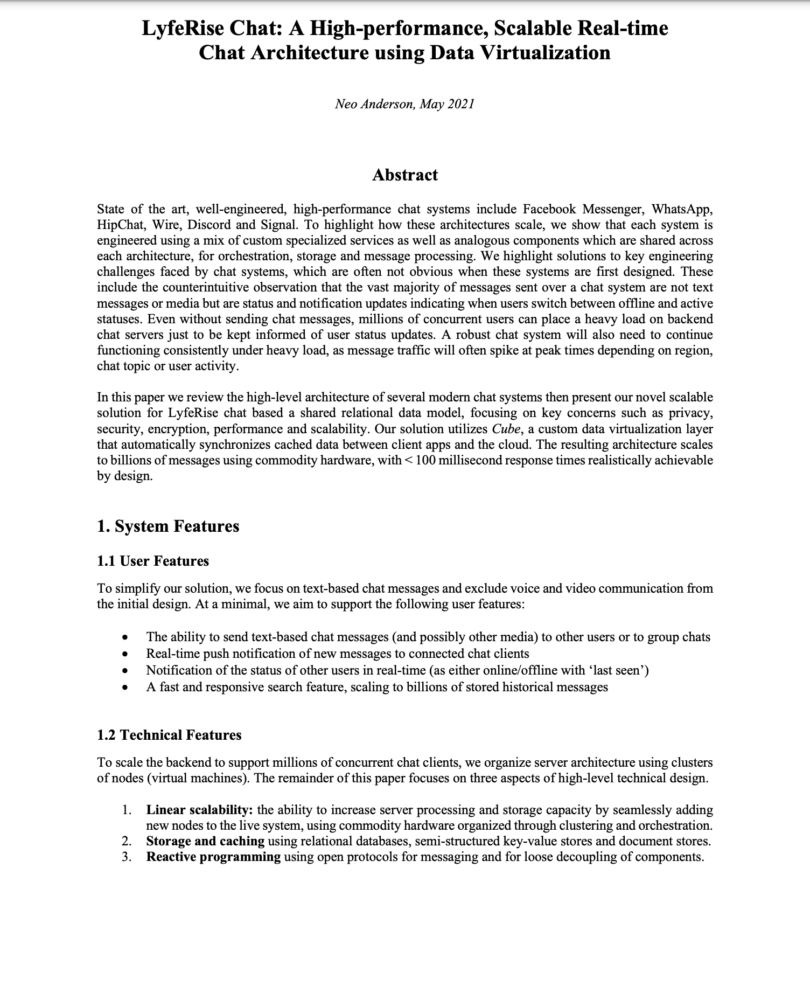 LyfeRise Chat: A High-performance, Scalable Real-time
Chat Architecture using Data Virtualization
Neo Anderson, May 2021
Abstract
State of the art, well-engineered, high-performance chat systems include Facebook Messenger, WhatsApp,
HipChat, Wire, Discord and Signal. To highlight how these architectures scale, we show that each system is
engineered using a mix of custom specialized services as well as analogous components which are shared across
each architecture, for orchestration, storage and message processing. We highlight solutions to key engineering
challenges faced by chat systems, which are often not obvious when these systems are first designed. These
include the counterintuitive observation that the vast majority of messages sent over a chat system are not text
messages or media but are status and notification updates indicating when users switch between offline and active
statuses. Even without sending chat messages, millions of concurrent users can place a heavy load on backend
chat servers just to be kept informed of user status updates. A robust chat system will also need to continue
functioning consistently under heavy load, as message traffic will often spike at peak times depending on region,
chat topic or user activity.
In this paper we review the high-level architecture of several modern chat systems then present our novel scalable
solution for LyfeRise chat based a shared relational data model, focusing on key concerns such as privacy,
security, encryption, performance and scalability. Our solution utilizes Cube, a custom data virtualization layer
that automatically synchronizes cached data between client apps and the cloud. The resulting architecture scales
to billions of messages using commodity hardware, with < 100 millisecond response times realistically achievable
by design.
1. System Features
1.1 User Features
To simplify our solution, we focus on text-based chat messages and exclude voice and video communication from
the initial design. At a minimal, we aim to support the following user features:
• The ability to send text-based chat messages (and possibly other media) to other users or to group chats
• Real-time push notification of new messages to connected chat clients
• Notification of the status of other users in real-time (as either online/offline with ‘last seen’)
• A fast and responsive search feature, scaling to billions of stored historical messages
1.2 Technical Features
To scale the backend to support millions of concurrent chat clients, we organize server architecture using clusters
of nodes (virtual machines). The remainder of this paper focuses on three aspects of high-level technical design.
1. Linear scalability: the ability to increase server processing and storage capacity by seamlessly adding
new nodes to the live system, using commodity hardware organized through clustering and orchestration.
2. Storage and caching using relational databases, semi-structured key-value stores and document stores.
3. Reactive programming using open protocols for messaging and for loose decoupling of components.